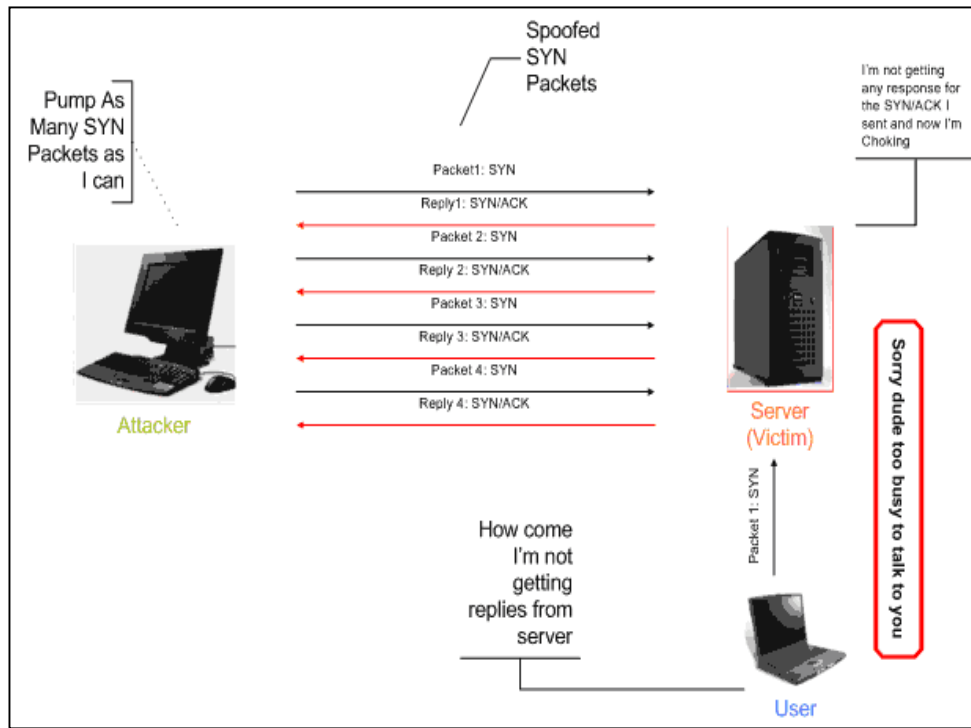 Spoofed
SYN
Packets
Pump As
Many SYN
Packets as
I can
I'm not getting
any response for
the SYN/ACK I
sent and now I'm
Choking
Packet1: SYN
Reply1: SYN/ACK
Packet 2: SYN
Reply 2: SYN/ACK
Packet 3: SYN
Reply 3: SYN/ACK
Packet 4: SYN
Reply 4: SYN/ACK
Attacker
Server
(Victim)
Sorry dude too busy to talk to you
Packet 1: SYN
How come
I'm not
getting
replies from
server
User